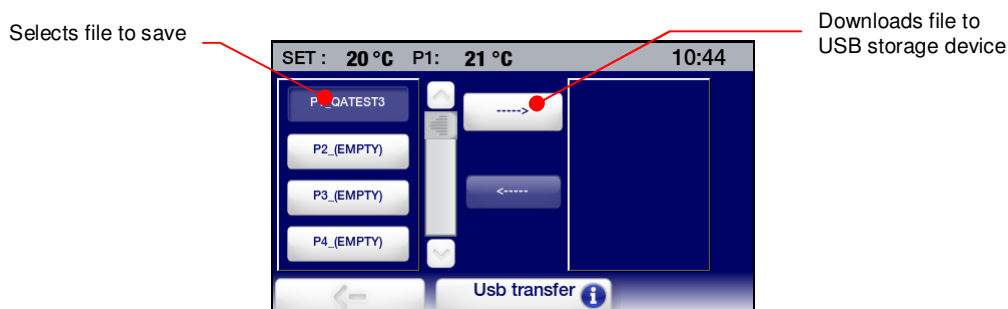 Selects file to save
Downloads file to
USB storage device
SET : 20 °C P1: 21 °C 10:44
P1_QATEST3
----->
P2_(EMPTY)
P3_(EMPTY)
<-----
P4_(EMPTY)
Usb transfer